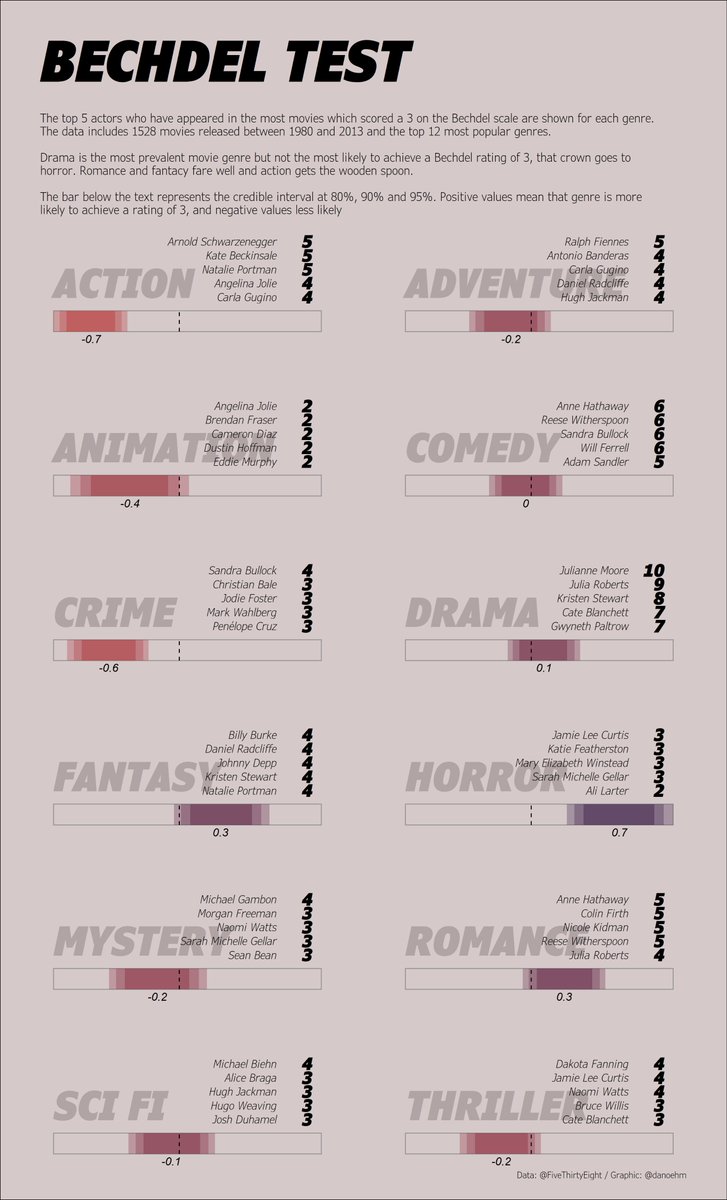 BECHDEL TEST
The top 5 actors who have appeared in the most movies which scored a 3 on the Bechdel scale are shown for each genre.
The data includes 1528 movies released between 1980 and 2013 and the top 12 most popular genres.
Drama is the most prevalent movie genre but not the most likely to achieve a Bechdel rating of 3, that crown goes to
horror. Romance and fantacy fare well and action gets the wooden spoon.
The bar below the text represents the credible interval at 80%, 90% and 95%. Positive values mean that genre is more
likely to achieve a rating of 3, and negative values less likely
ACTION
Arnold Schwarzenegger 5
Kate Beckinsale 5
Natalie Portman 5
Angelina Jolie 4
Carla Gugino 4
-0.7
ADVENTURE
Ralph Fiennes 5
Antonio Banderas 4
Carla Gugino 4
Daniel Radcliffe 4
Hugh Jackman 4
-0.2
ANIMATION
Angelina Jolie 2
Brendan Fraser 2
Cameron Diaz 2
Dustin Hoffman 2
Eddie Murphy 2
-0.4
COMEDY
Anne Hathaway 6
Reese Witherspoon 6
Sandra Bullock 6
Will Ferrell 6
Adam Sandler 5
0
CRIME
Sandra Bullock 4
Christian Bale 3
Jodie Foster 3
Mark Wahlberg 3
Penélope Cruz 3
-0.6
DRAMA
Julianne Moore 10
Julia Roberts 9
Kristen Stewart 8
Cate Blanchett 7
Gwyneth Paltrow 7
0.1
FANTASY
Billy Burke 4
Daniel Radcliffe 4
Johnny Depp 4
Kristen Stewart 4
Natalie Portman 4
0.3
HORROR
Jamie Lee Curtis 3
Katie Featherston 3
Mary Elizabeth Winstead 3
Sarah Michelle Gellar 3
Ali Larter 2
0.7
MYSTERY
Michael Gambon 4
Morgan Freeman 3
Naomi Watts 3
Sarah Michelle Gellar 3
Sean Bean 3
-0.2
ROMANCE
Anne Hathaway 5
Colin Firth 5
Nicole Kidman 5
Reese Witherspoon 5
Julia Roberts 4
0.3
SCI FI
Michael Biehn 4
Alice Braga 3
Hugh Jackman 3
Hugo Weaving 3
Josh Duhamel 3
-0.1
THRILLER
Dakota Fanning 4
Jamie Lee Curtis 4
Naomi Watts 4
Bruce Willis 3
Cate Blanchett 3
-0.2
Data: @FiveThirtyEight / Graphic: @danoehm